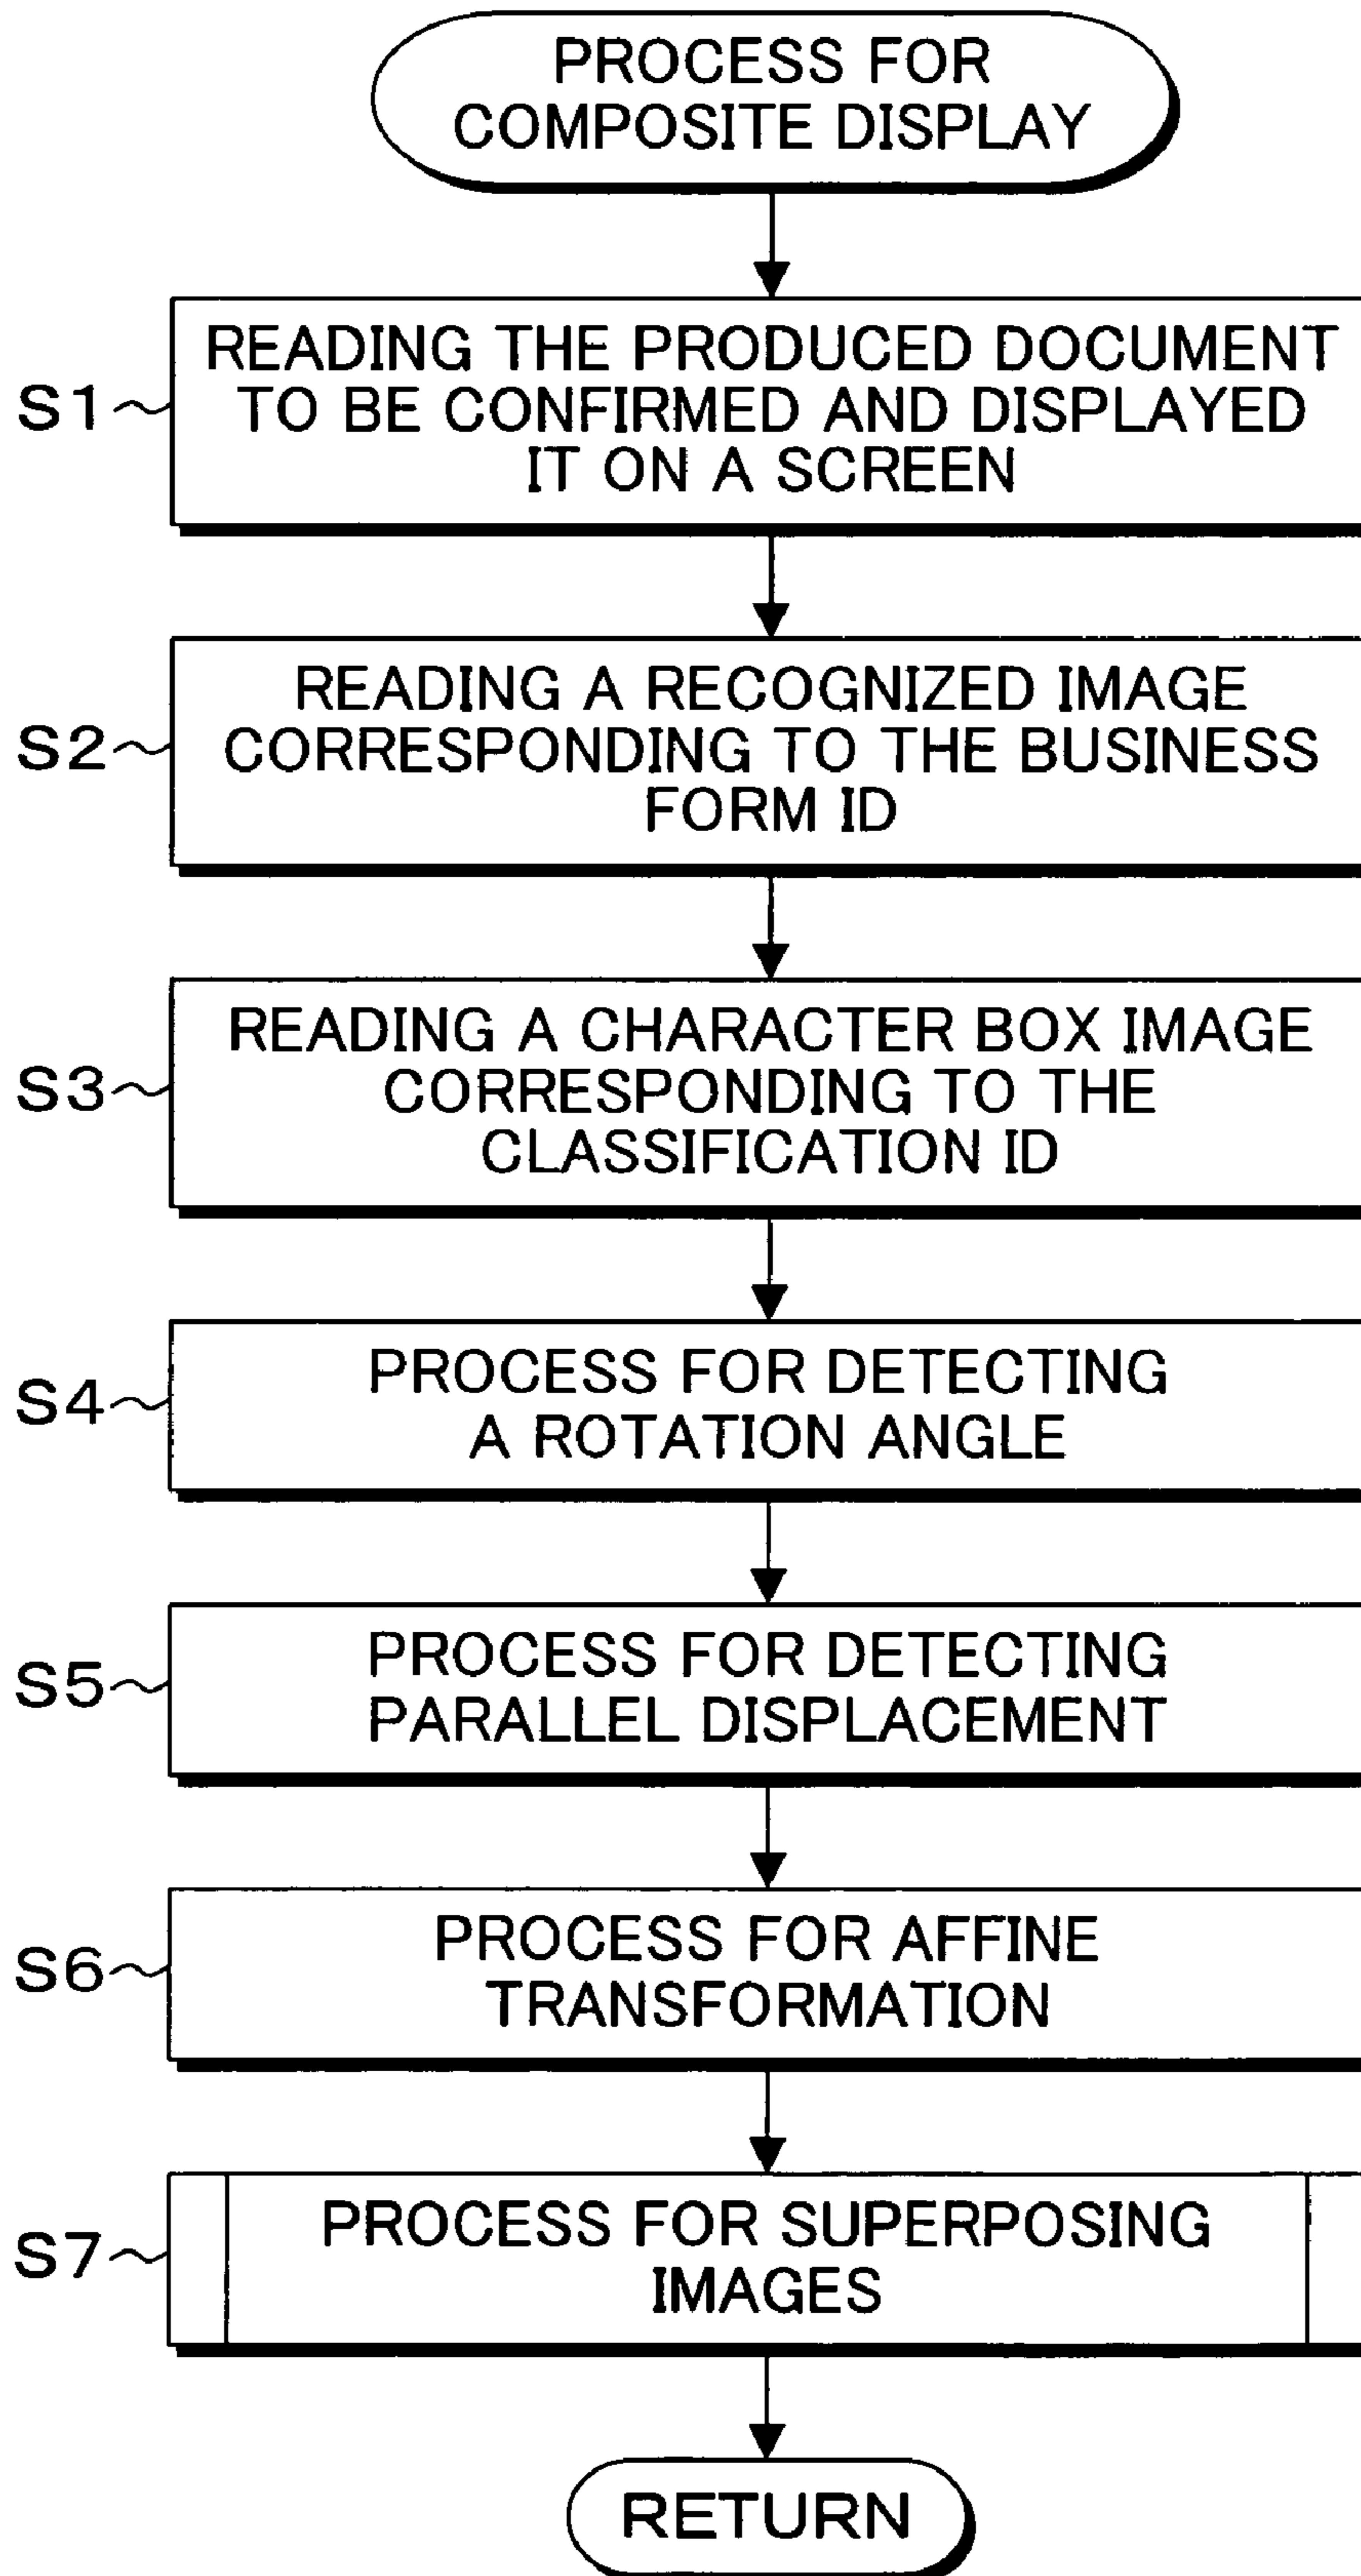 PROCESS FOR
COMPOSITE DISPLAY
S1
READING THE PRODUCED DOCUMENT
TO BE CONFIRMED AND DISPLAYED
IT ON A SCREEN
S2
READING A RECOGNIZED IMAGE
CORRESPONDING TO THE BUSINESS
FORM ID
S3
READING A CHARACTER BOX IMAGE
CORRESPONDING TO THE
CLASSIFICATION ID
S4
PROCESS FOR DETECTING
A ROTATION ANGLE
S5
PROCESS FOR DETECTING
PARALLEL DISPLACEMENT
S6
PROCESS FOR AFFINE
TRANSFORMATION
S7
PROCESS FOR SUPERPOSING
IMAGES
RETURN